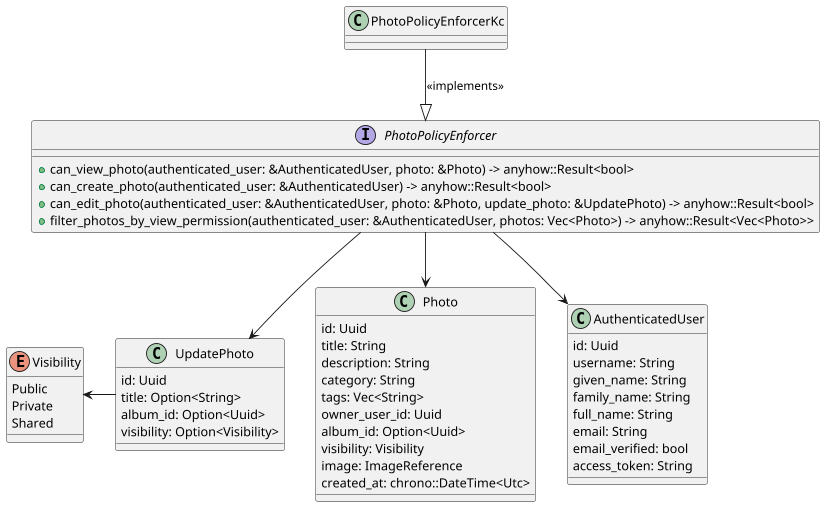 C PhotoPolicyEnforcerKc
«implements»
I PhotoPolicyEnforcer
can_view_photo(authenticated_user: &AuthenticatedUser, photo: &Photo) -> anyhow::Result<bool>
can_create_photo(authenticated_user: &AuthenticatedUser) -> anyhow::Result<bool>
can_edit_photo(authenticated_user: &AuthenticatedUser, photo: &Photo, update_photo: &UpdatePhoto) -> anyhow::Result<bool>
filter_photos_by_view_permission(authenticated_user: &AuthenticatedUser, photos: Vec<Photo>) -> anyhow::Result<Vec<Photo>>
E Visibility
Public
Private
Shared
C UpdatePhoto
id: Uuid
title: Option<String>
album_id: Option<Uuid>
visibility: Option<Visibility>
C Photo
id: Uuid
title: String
description: String
category: String
tags: Vec<String>
owner_user_id: Uuid
album_id: Option<Uuid>
visibility: Visibility
image: ImageReference
created_at: chrono::DateTime<Utc>
C AuthenticatedUser
id: Uuid
username: String
given_name: String
family_name: String
full_name: String
email: String
email_verified: bool
access_token: String